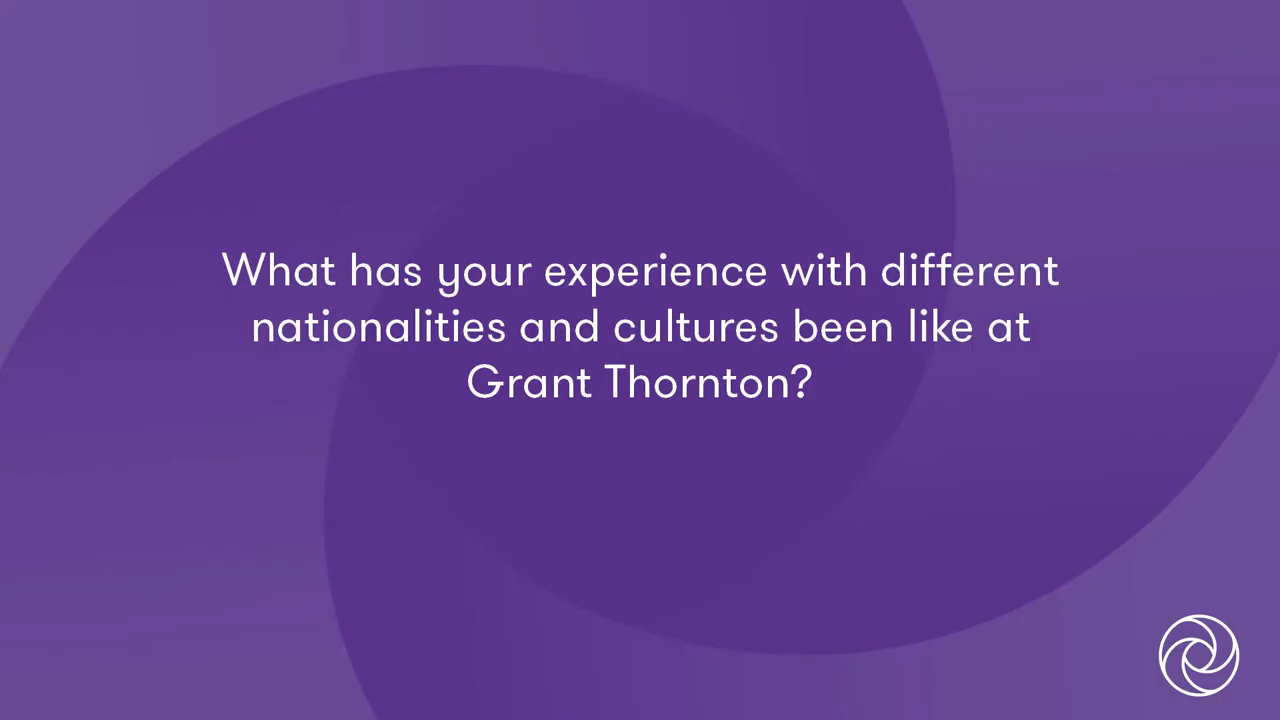 What has your experience with different
nationalities and cultures been like at
Grant Thornton?